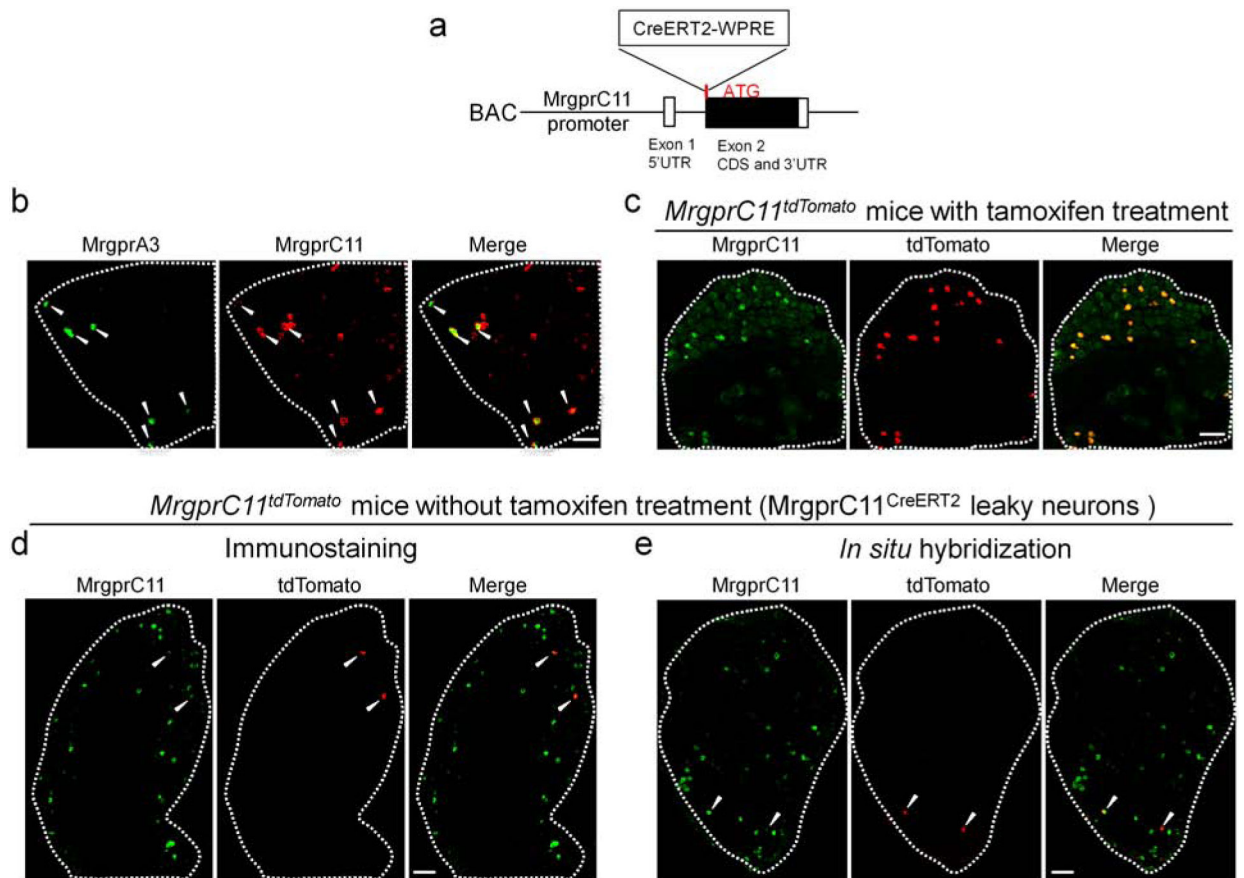 a
CreERT2-WPRE
ATG
BAC
MrgprC11
promoter
Exon 1
5'UTR
Exon 2
CDS and 3'UTR
b
MrgprA3
MrgprC11
Merge
c
MrgprC11tdTomato mice with tamoxifen treatment
MrgprC11
tdTomato
Merge
MrgprC11tdTomato mice without tamoxifen treatment (MrgprC11CreERT2 leaky neurons )
d
Immunostaining
MrgprC11
tdTomato
Merge
e
In situ hybridization
MrgprC11
tdTomato
Merge